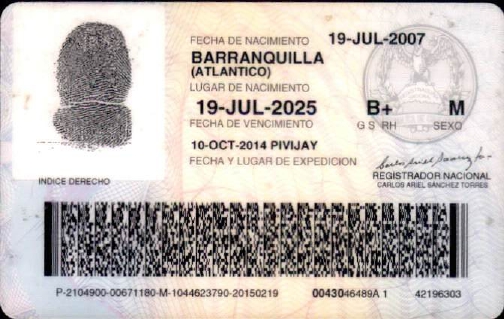 FECHA DE NACIMIENTO 19-JUL-2007
BARRANQUILLA
(ATLANTICO)
LUGAR DE NACIMIENTO
19-JUL-2025 B+ M
FECHA DE VENCIMIENTO G S RH SEXO
10-OCT-2014 PIVIJAY
FECHA Y LUGAR DE EXPEDICION
INDICE DERECHO
REGISTRADOR NACIONAL
CARLOS ARIEL SANCHEZ TORRES
P-2104900-00671180-M-1044623790-20150219 0043046489A 1 42196303